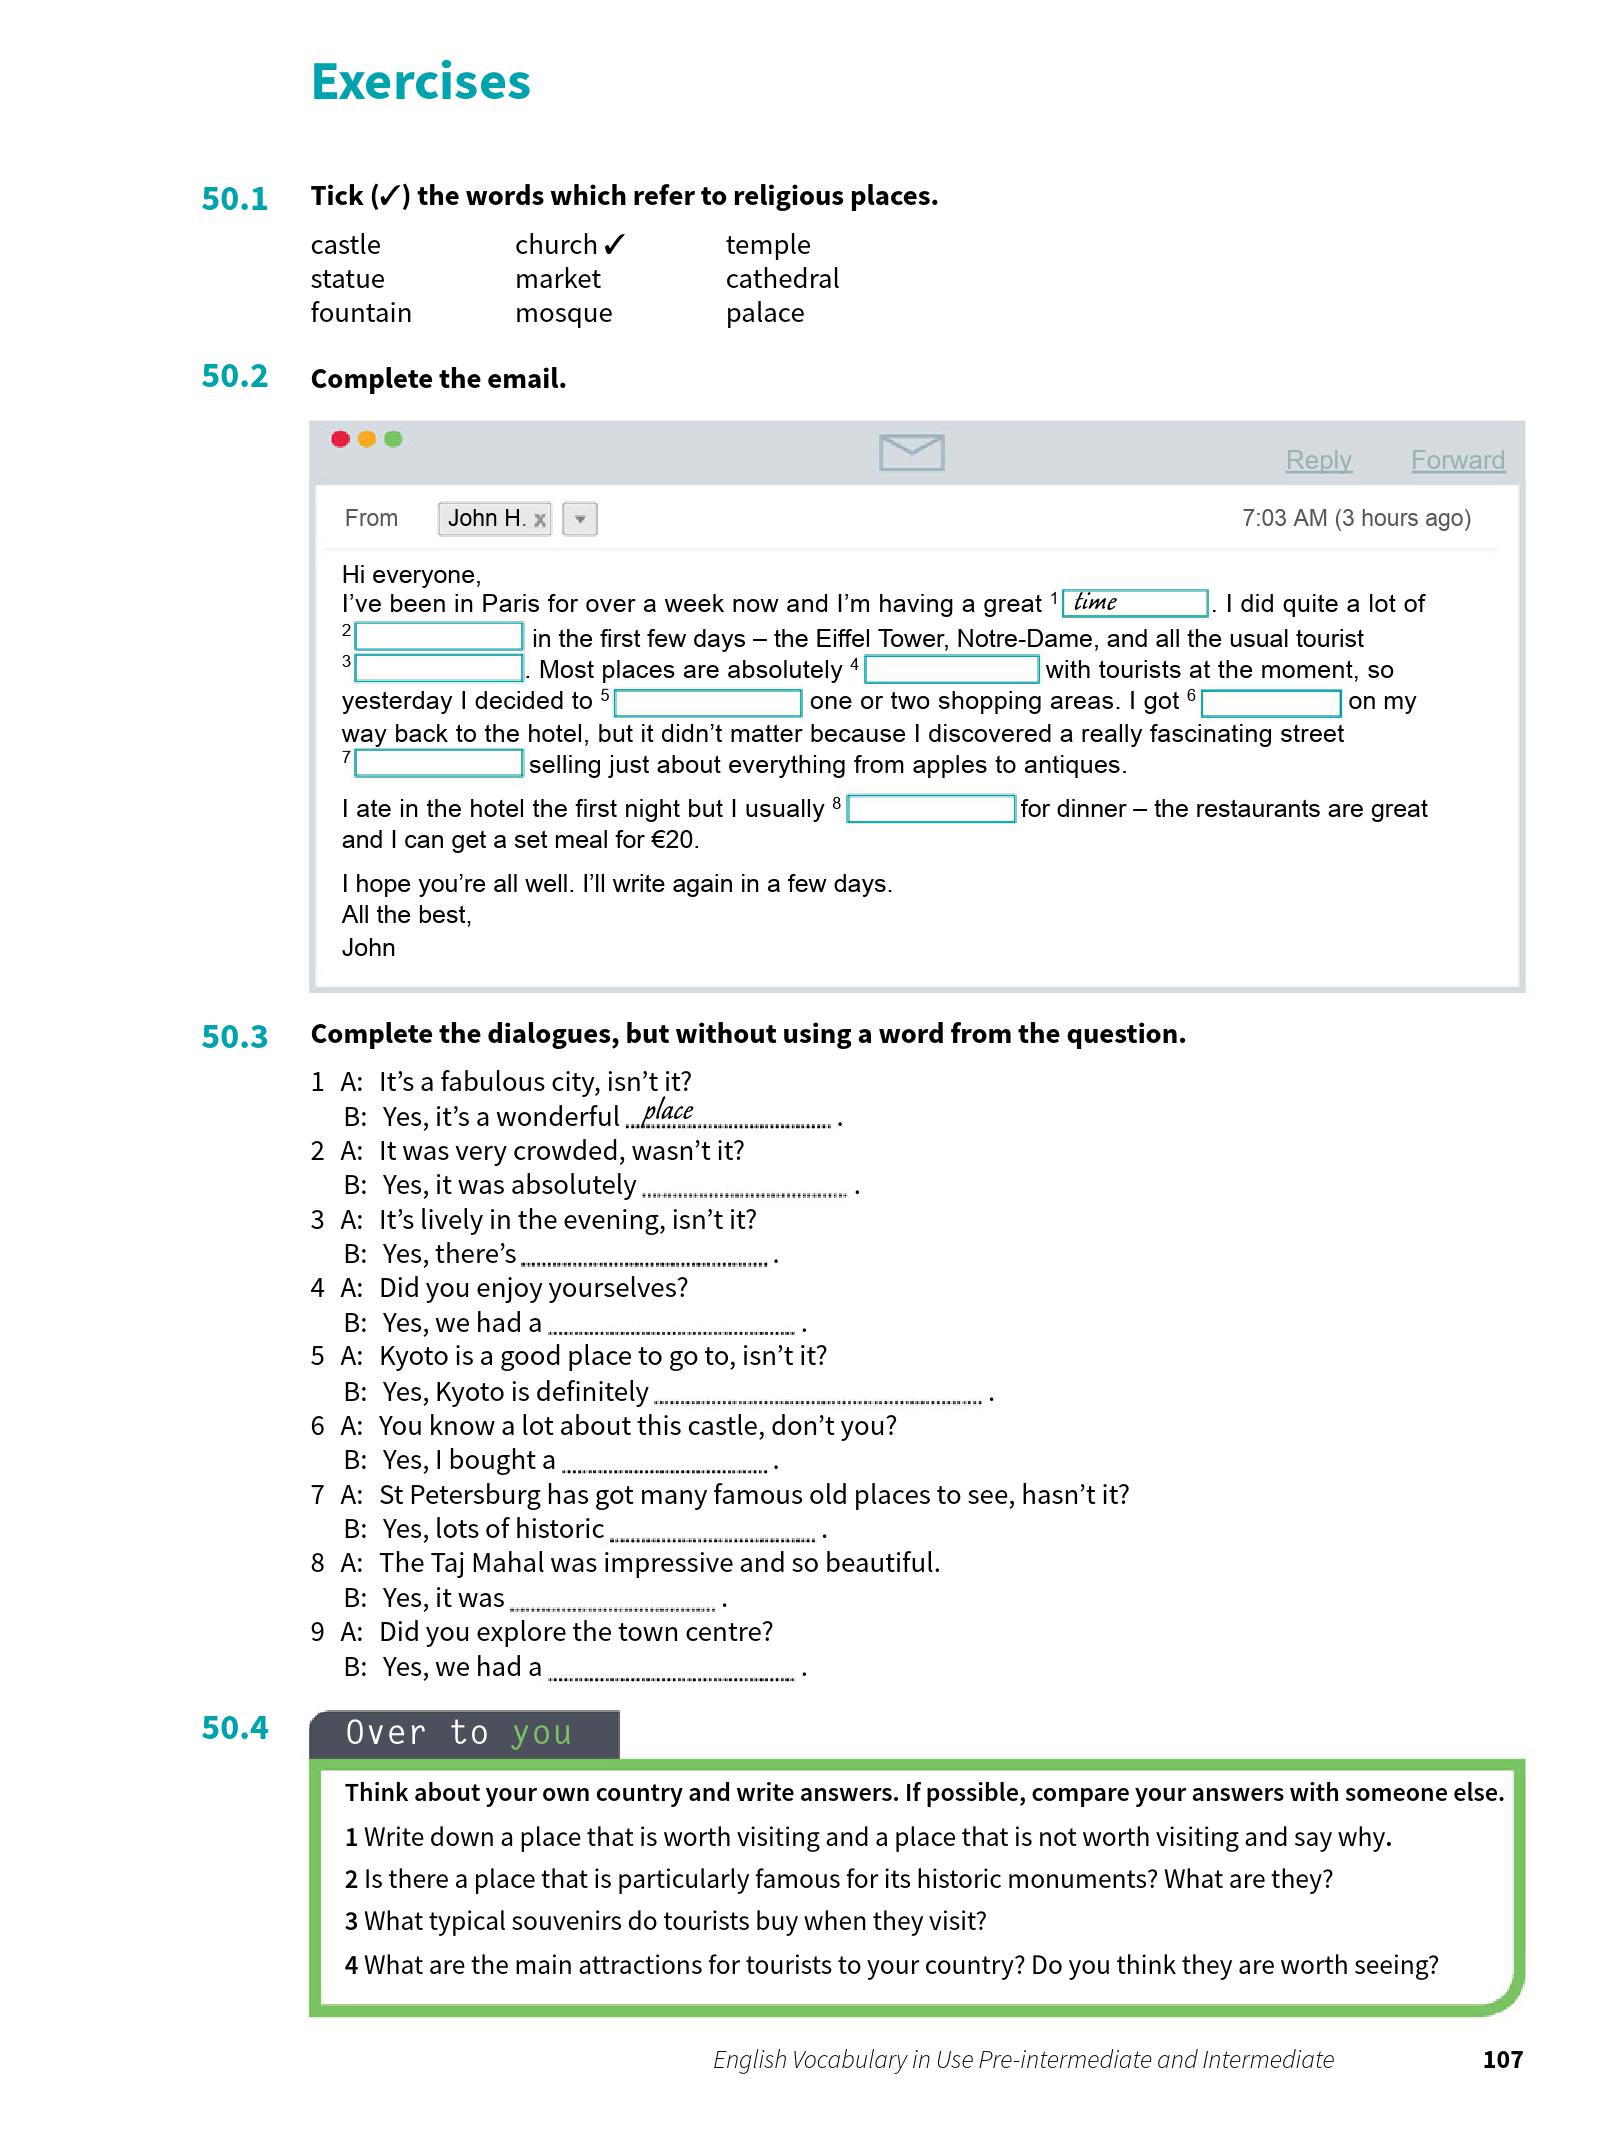 Exercises
50.1 Tick (✓) the words which refer to religious places.
castle church ✓ temple
statue market cathedral
fountain mosque palace
50.2 Complete the email.
Reply Forward
From John H. x 7:03 AM (3 hours ago)
Hi everyone,
I’ve been in Paris for over a week now and I’m having a great 1 time . I did quite a lot of
2 in the first few days – the Eiffel Tower, Notre-Dame, and all the usual tourist
3 . Most places are absolutely 4 with tourists at the moment, so
yesterday I decided to 5 one or two shopping areas. I got 6 on my
way back to the hotel, but it didn’t matter because I discovered a really fascinating street
7 selling just about everything from apples to antiques.
I ate in the hotel the first night but I usually 8 for dinner – the restaurants are great
and I can get a set meal for €20.
I hope you’re all well. I’ll write again in a few days.
All the best,
John
50.3 Complete the dialogues, but without using a word from the question.
1 A: It’s a fabulous city, isn’t it?
B: Yes, it’s a wonderful place .
2 A: It was very crowded, wasn’t it?
B: Yes, it was absolutely .
3 A: It’s lively in the evening, isn’t it?
B: Yes, there’s .
4 A: Did you enjoy yourselves?
B: Yes, we had a .
5 A: Kyoto is a good place to go to, isn’t it?
B: Yes, Kyoto is definitely .
6 A: You know a lot about this castle, don’t you?
B: Yes, I bought a .
7 A: St Petersburg has got many famous old places to see, hasn’t it?
B: Yes, lots of historic .
8 A: The Taj Mahal was impressive and so beautiful.
B: Yes, it was .
9 A: Did you explore the town centre?
B: Yes, we had a .
50.4 Over to you
Think about your own country and write answers. If possible, compare your answers with someone else.
1 Write down a place that is worth visiting and a place that is not worth visiting and say why.
2 Is there a place that is particularly famous for its historic monuments? What are they?
3 What typical souvenirs do tourists buy when they visit?
4 What are the main attractions for tourists to your country? Do you think they are worth seeing?
English Vocabulary in Use Pre-intermediate and Intermediate 107